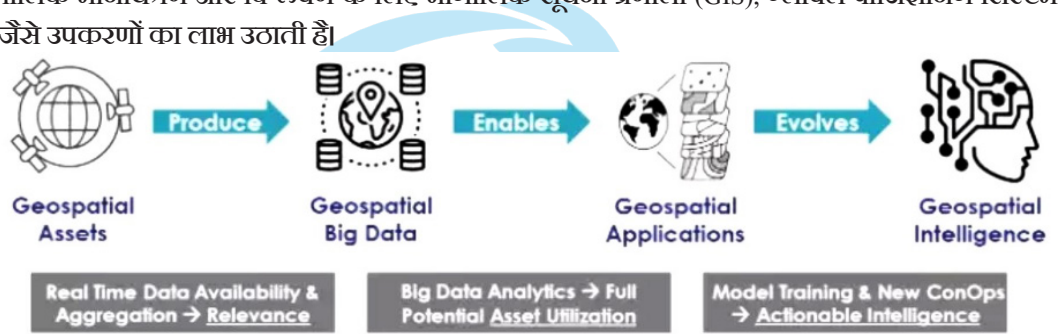 के लिए
(GIS),
जैसे उपकरणों का लाभ उठाती है।
Produce
Enables
Evolves
Geospatial
Assets
Geospatial
Big Data
Geospatial
Applications
Geospatial
Intelligence
Real Time Data Availability &
Aggregation → Relevance
Big Data Analytics → Full
Potential Asset Utilization
Model Training & New ConOps
→ Actionable Intelligence